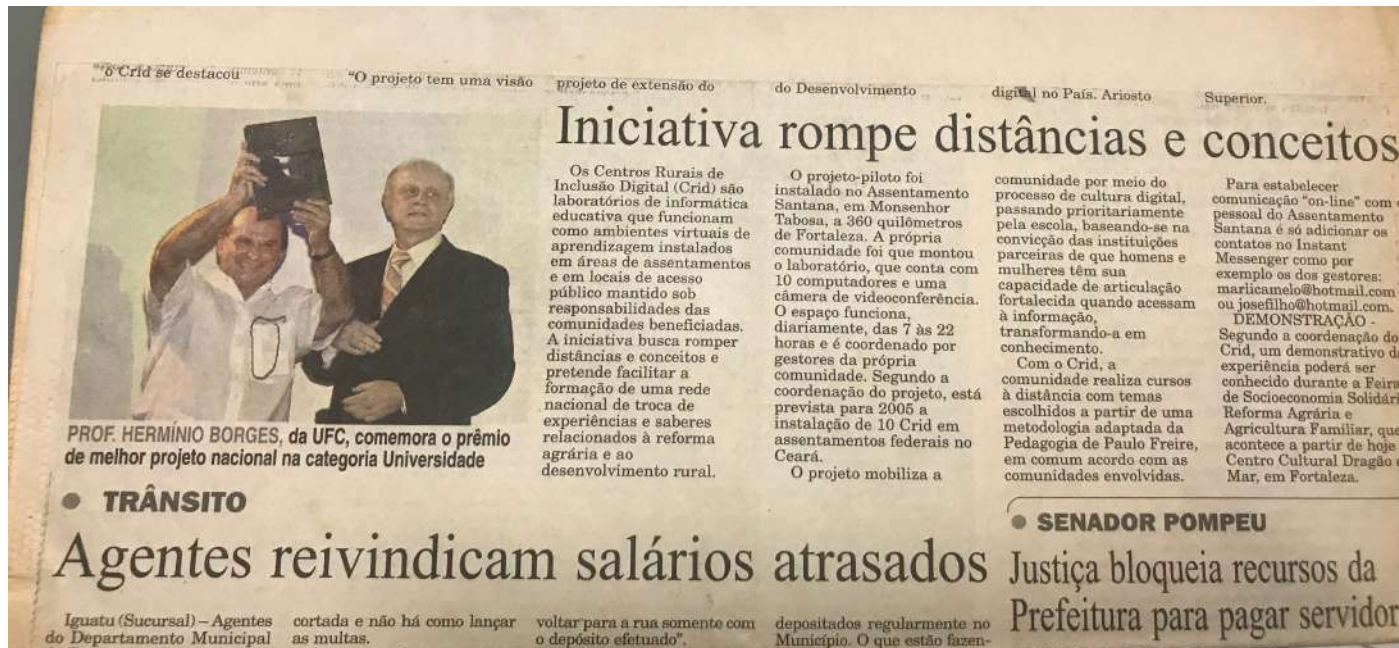 "o Crid se destacou
"O projeto tem uma visão
projeto de extensão do
do Desenvolvimento
digital no País. Ariosto
Superior.
Iniciativa rompe distâncias e conceitos
Os Centros Rurais de
Inclusão Digital (Crid) são
laboratórios de informática
educativa que funcionam
como ambientes virtuais de
aprendizagem instalados
em áreas de assentamentos
e em locais de acesso
público mantido sob
responsabilidades das
comunidades beneficiadas.
A iniciativa busca romper
distâncias e conceitos e
pretende facilitar a
formação de uma rede
nacional de troca de
experiências e saberes
relacionados à reforma
agrária e ao
desenvolvimento rural.
O projeto-piloto foi
instalado no Assentamento
Santana, em Monsenhor
Tabosa, a 360 quilômetros
de Fortaleza. A própria
comunidade foi que montou
o laboratório, que conta com
10 computadores e uma
câmera de videoconferência.
O espaço funciona,
diariamente, das 7 às 22
horas e é coordenado por
gestores da própria
comunidade. Segundo a
coordenação do projeto, está
prevista para 2005 a
instalação de 10 Crid em
assentamentos federais no
Ceará.
O projeto mobiliza a
comunidade por meio do
processo de cultura digital,
passando prioritariamente
pela escola, baseando-se na
convicção das instituições
parceiras de que homens e
mulheres têm sua
capacidade de articulação
fortalecida quando acessam
à informação,
transformando-a em
conhecimento.
Com o Crid, a
comunidade realiza cursos
à distância com temas
escolhidos a partir de uma
metodologia adaptada da
Pedagogia de Paulo Freire,
em comum acordo com as
comunidades envolvidas.
Para estabelecer
comunicação "on-line" com
pessoal do Assentamento
Santana é só adicionar os
contatos no Instant
Messenger como por
exemplo os dos gestores:
marlicamelo@hotmail.com
ou josefilho@hotmail.com.
DEMONSTRAÇÃO -
Segundo a coordenação do
Crid, um demonstrativo
experiência poderá ser
conhecido durante a Feira
de Socioeconomia
Reforma Agrária e
Agricultura Familiar, que
acontece a partir de hoje
Centro Cultural Dragão
Mar, em Fortaleza.
PROF. HERMÍNIO BORGES, da UFC, comemora o prêmio
de melhor projeto nacional na categoria Universidade
• TRÂNSITO
Agentes reivindicam salários atrasados
Iguatu (Sucursal) – Agentes
do Departamento Municipal
cortada e não há como lançar
as multas.
voltar para a rua somente com
o depósito efetuado".
depositados regularmente no
Município. O que estão fazen-
• SENADOR POMPEU
Justiça bloqueia recursos da
Prefeitura para pagar servidor